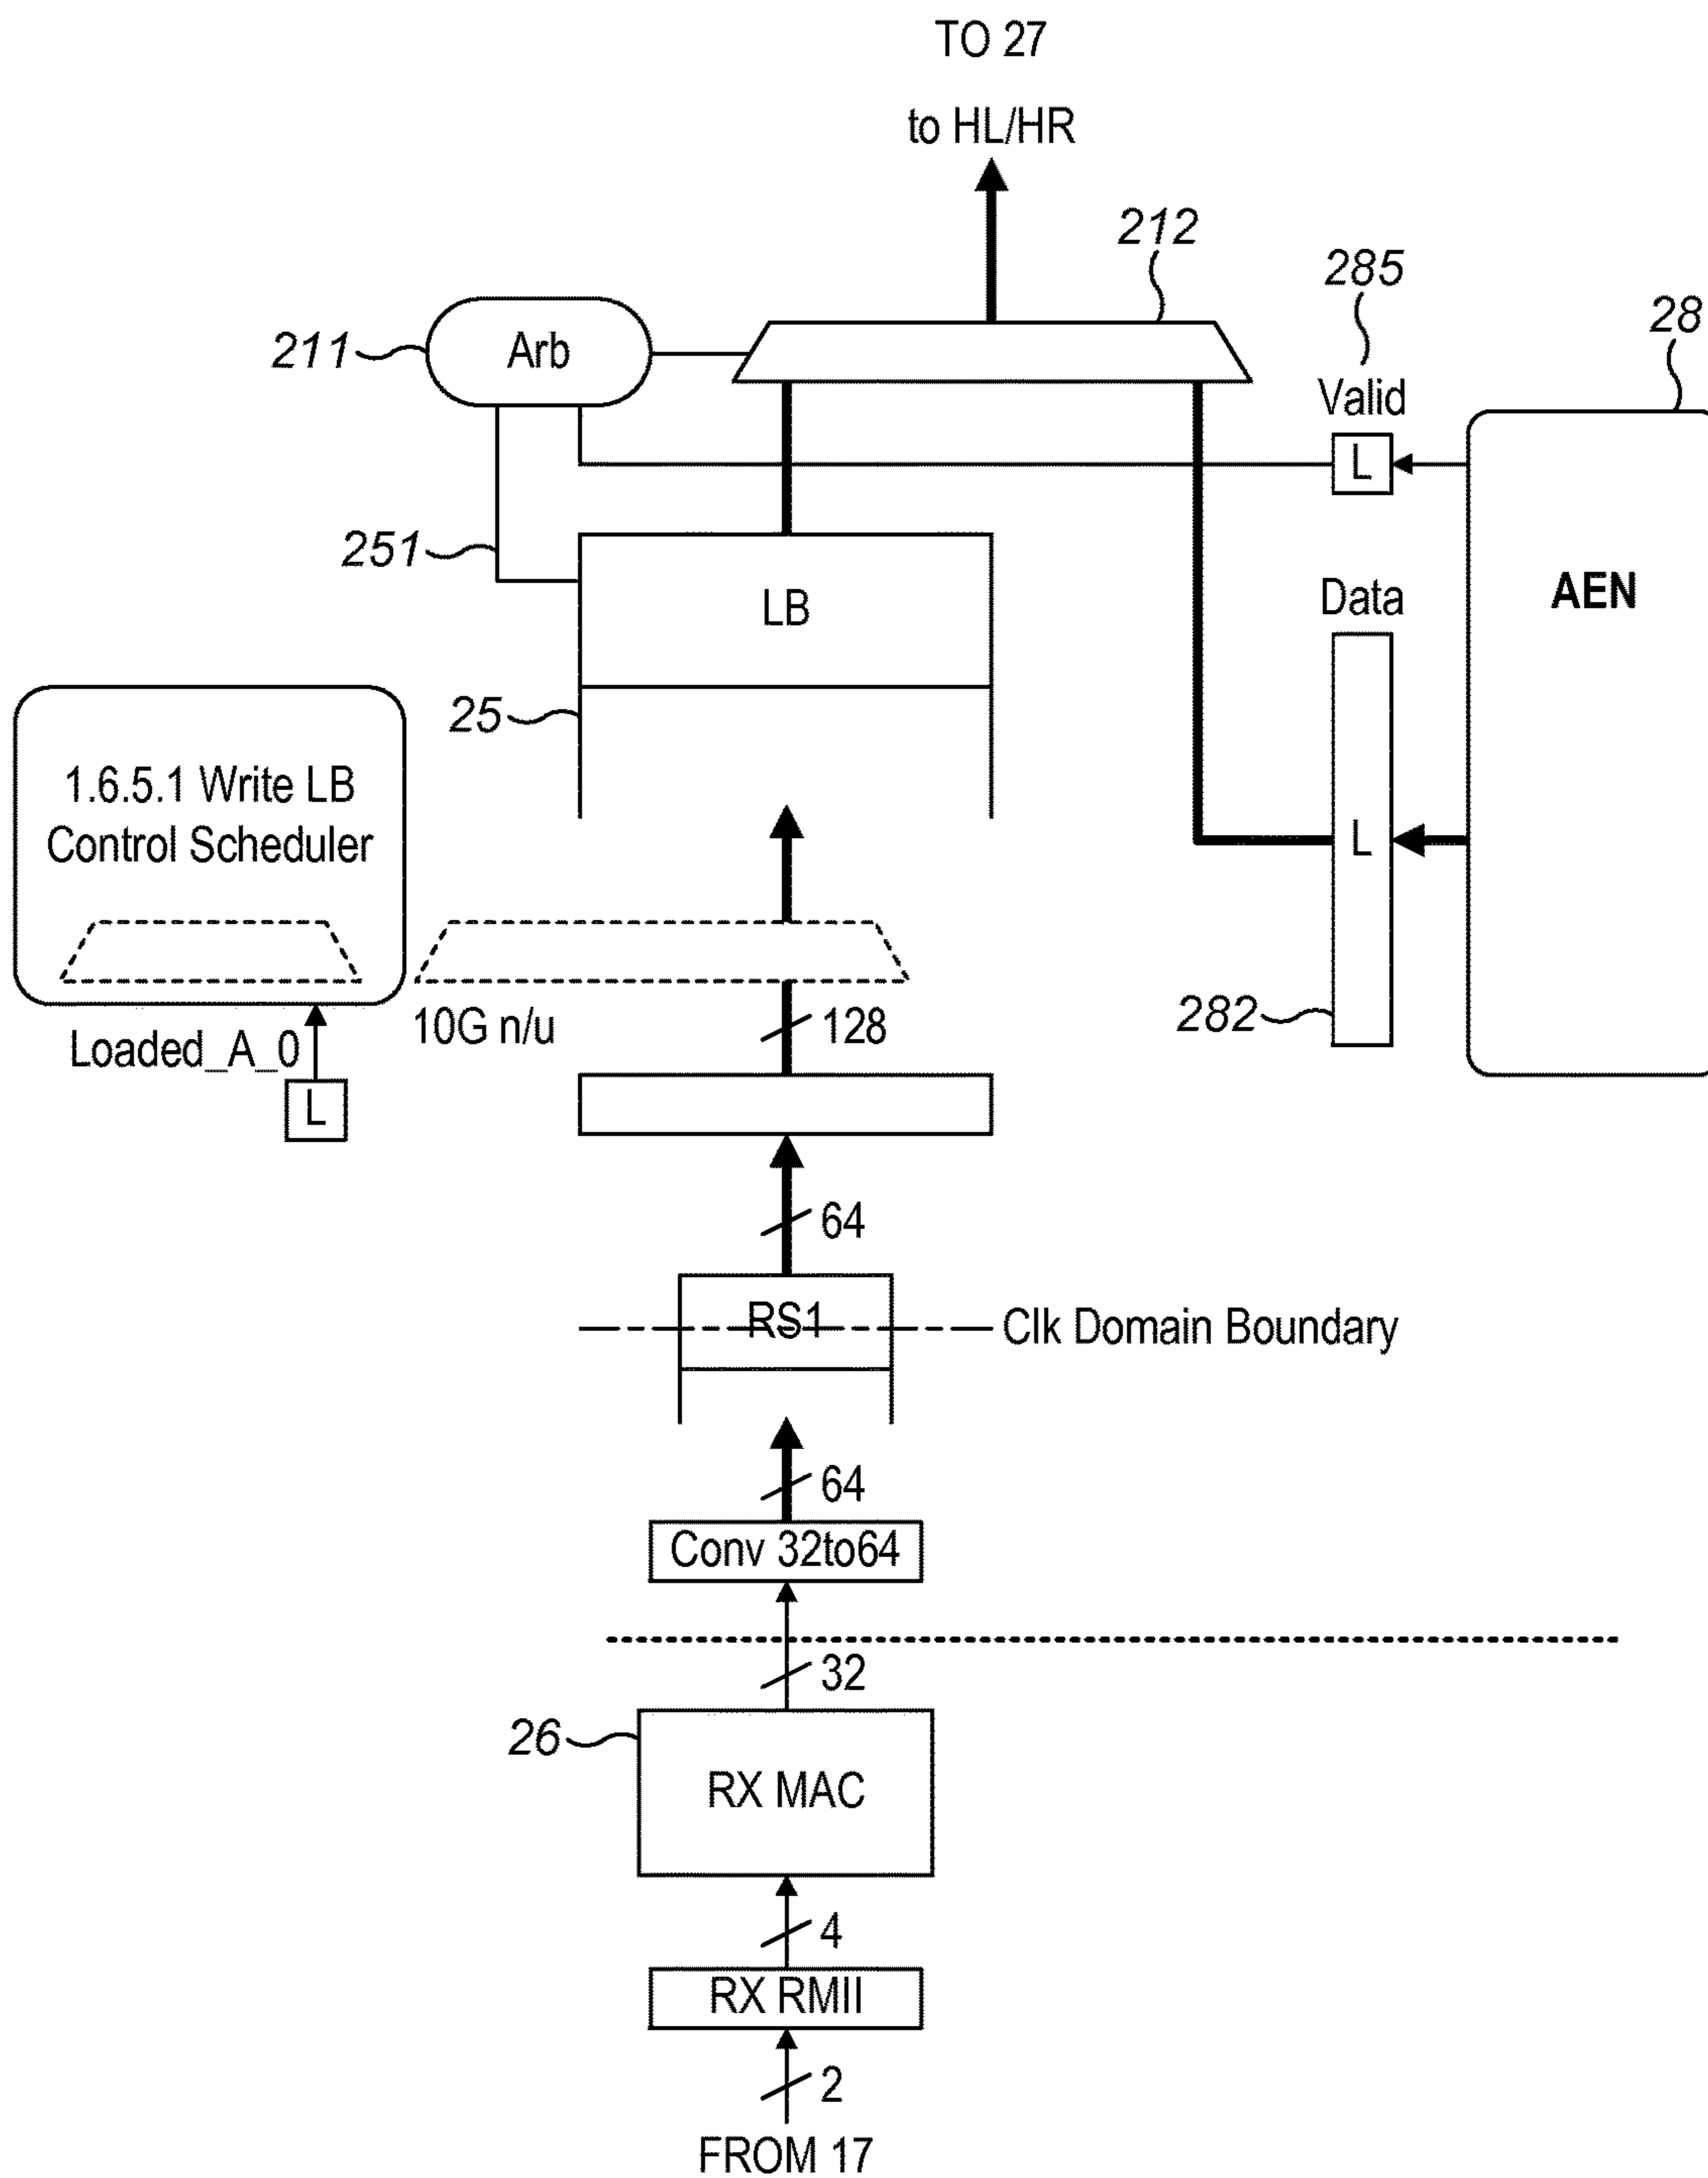 TO 27
to HL/HR
212
285
28
211
Arb
Valid
L
251
AEN
LB
Data
25
1.6.5.1 Write LB
Control Scheduler
L
282
10G n/u
128
Loaded_A_0
L
64
RS1
Clk Domain Boundary
64
Conv 32to64
32
26
RX MAC
4
RX RMII
2
FROM 17